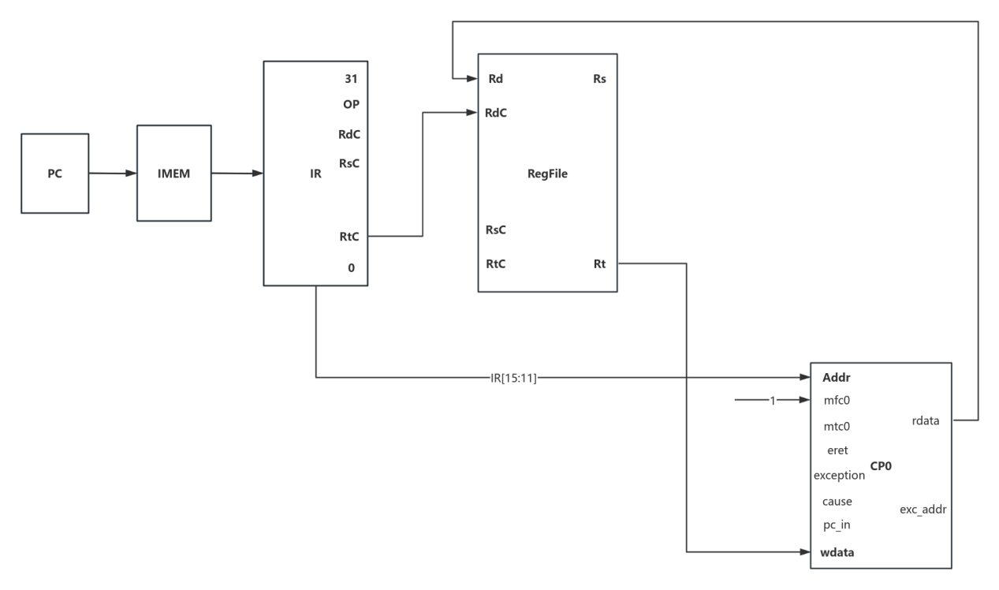 PC
IMEM
31
OP
RdC
RsC
IR
RtC
0
Rd
Rs
RdC
RegFile
RsC
RtC
Rt
IR[15:11]
1
Addr
mfc0
mtc0
rdata
eret
CP0
exception
cause
exc_addr
pc_in
wdata